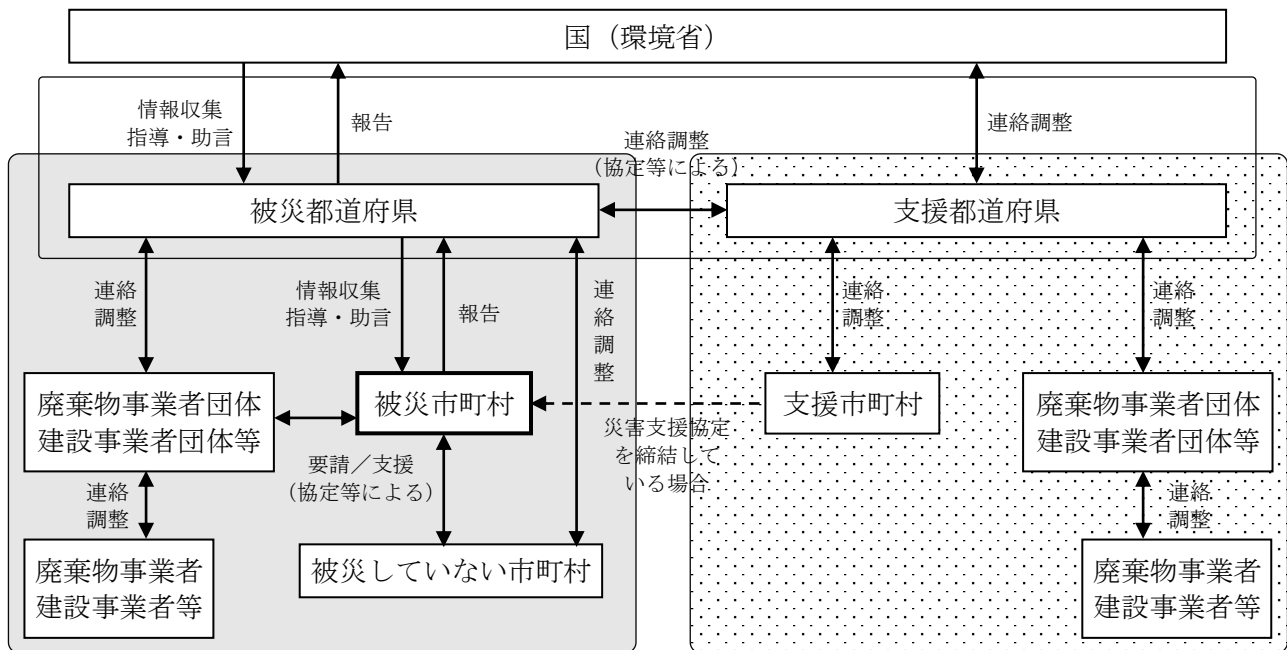 国（環境省）
情報収集
指導・助言
報告
連絡調整
（協定等による）
連絡調整
被災都道府県
支援都道府県
連絡
調整
情報収集
指導・助言
報告
連
絡
調
整
連絡
調整
連絡
調整
廃棄物事業者団体
建設事業者団体等
被災市町村
支援市町村
廃棄物事業者団体
建設事業者団体等
災害支援協定
を締結して
いる場合
要請／支援
（協定等による）
連絡
調整
連絡
調整
廃棄物事業者
建設事業者等
被災していない市町村
廃棄物事業者
建設事業者等